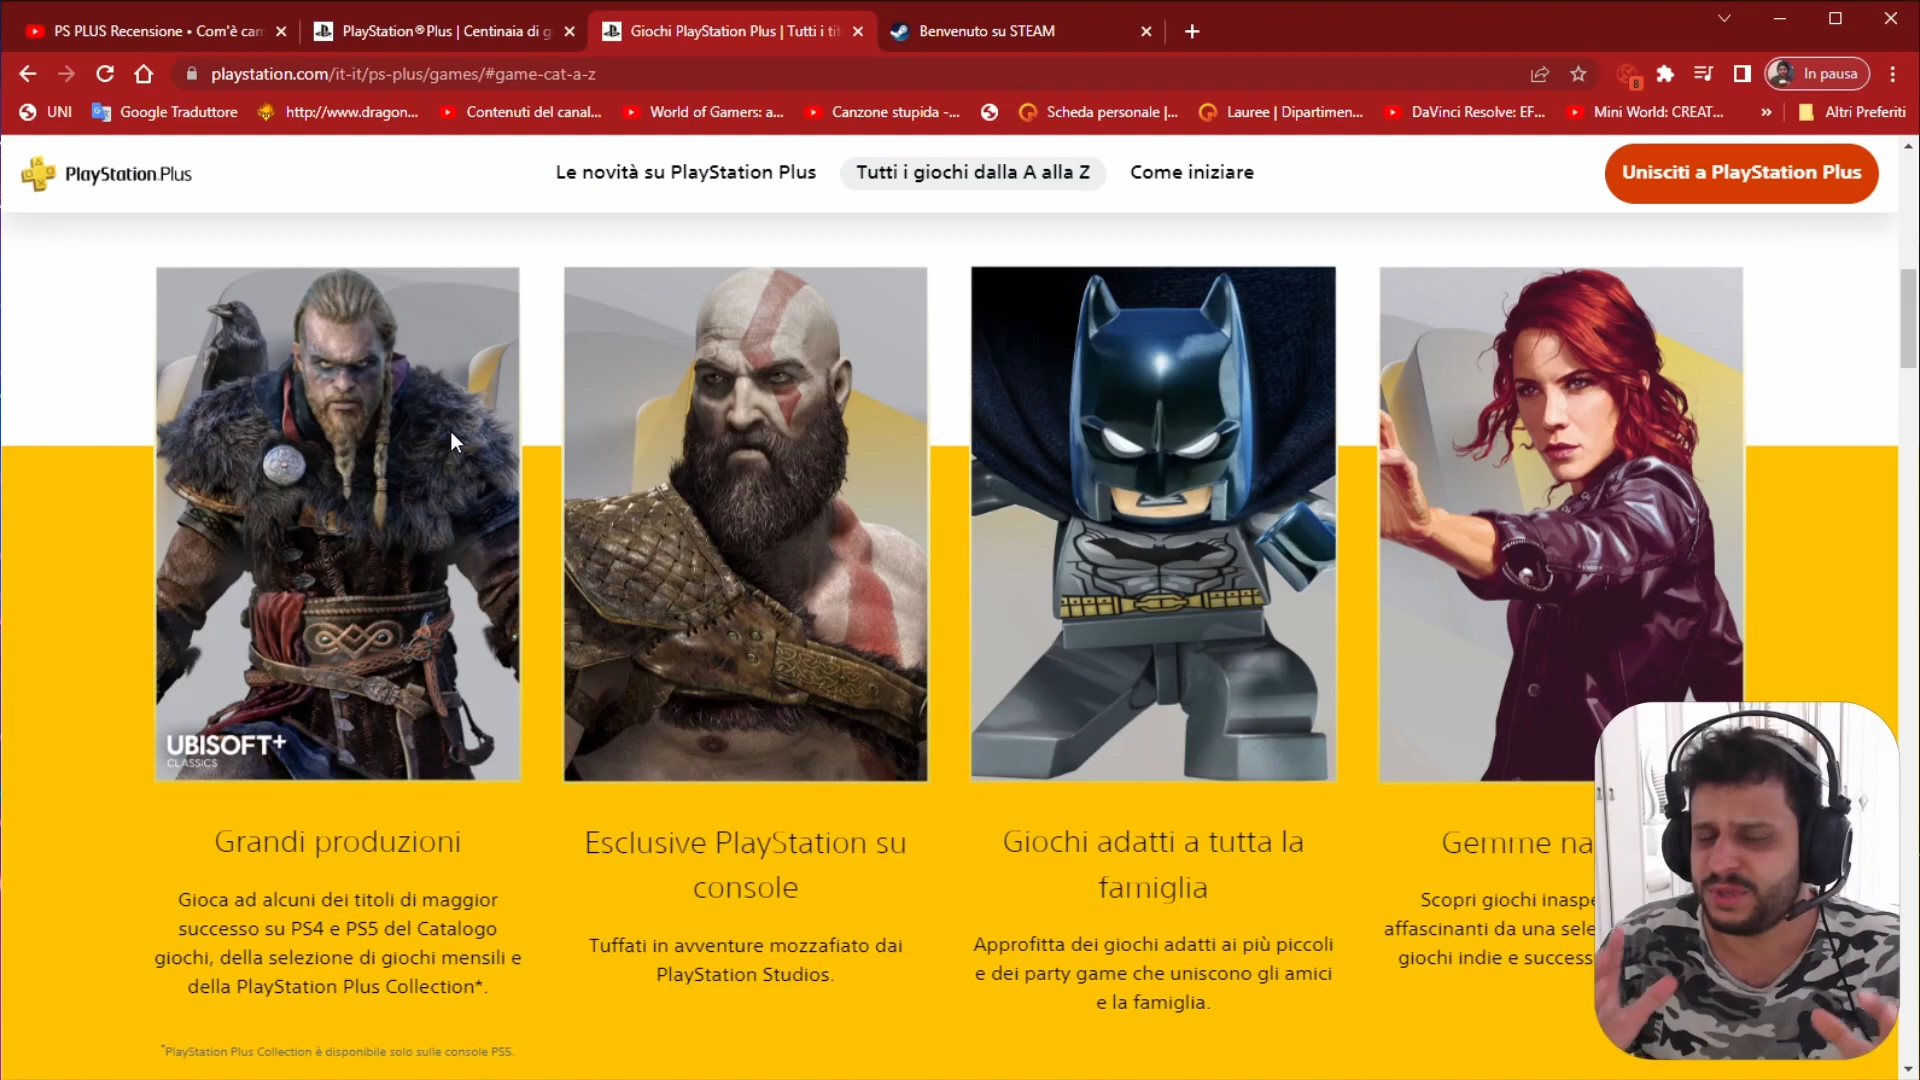 PS PLUS Recensione • Com'è can
PlayStation®Plus | Centinaia di g
Giochi PlayStation Plus | Tutti i tit
Benvenuto su STEAM
playstation.com/it-it/ps-plus/games/#game-cat-a-z
8
In pausa
UNI
Google Traduttore
http://www.dragon...
Contenuti del canal...
World of Gamers: a...
Canzone stupida -...
Scheda personale |...
Lauree | Dipartimen...
DaVinci Resolve: EF...
Mini World: CREAT...
»
Altri Preferiti
PlayStation Plus
Le novità su PlayStation Plus
Tutti i giochi dalla A alla Z
Come iniziare
Unisciti a PlayStation Plus
UBISOFT+
CLASSICS
Grandi produzioni
Gioca ad alcuni dei titoli di maggior
successo su PS4 e PS5 del Catalogo
giochi, della selezione di giochi mensili e
della PlayStation Plus Collection*.
*PlayStation Plus Collection è disponibile solo sulle console PS5.
Esclusive PlayStation su
console
Tuffati in avventure mozzafiato dai
PlayStation Studios.
Giochi adatti a tutta la
famiglia
Approfitta dei giochi adatti ai più piccoli
e dei party game che uniscono gli amici
e la famiglia.
Gemme na
Scopri giochi inaspe
affascinanti da una sele
giochi indie e success